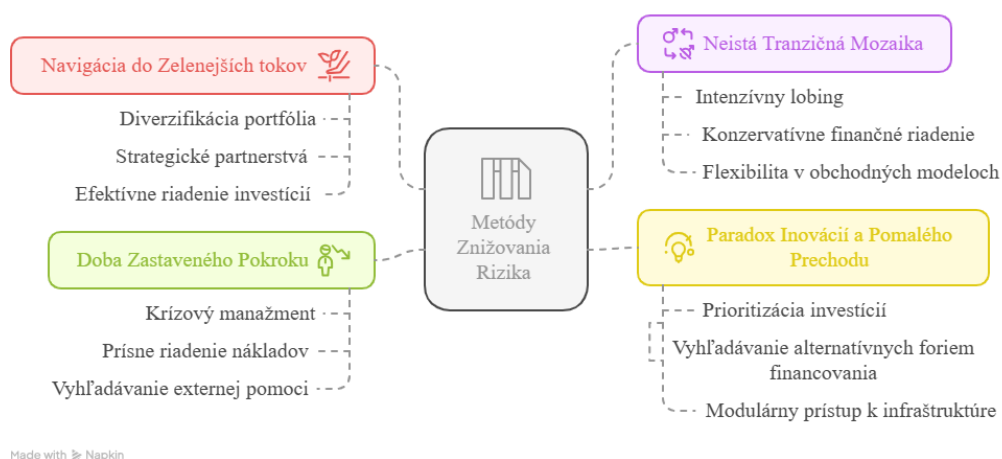 Navigácia do Zelenejších tokov
Diverzifikácia portfólia
Strategické partnerstvá
Efektívne riadenie investícií
Doba Zastaveného Pokroku
Krízový manažment
Prísne riadenie nákladov
Vyhľadávanie externej pomoci
Metódy
Znižovania
Rizika
Neistá Tranzičná Mozaika
Intenzívny lobing
Konzervatívne finančné riadenie
Flexibilita v obchodných modeloch
Paradox Inovácií a Pomalého
Prechodu
Prioritizácia investícií
Vyhľadávanie alternatívnych foriem
financovania
Modulárny prístup k infraštruktúre
Made with Napkin